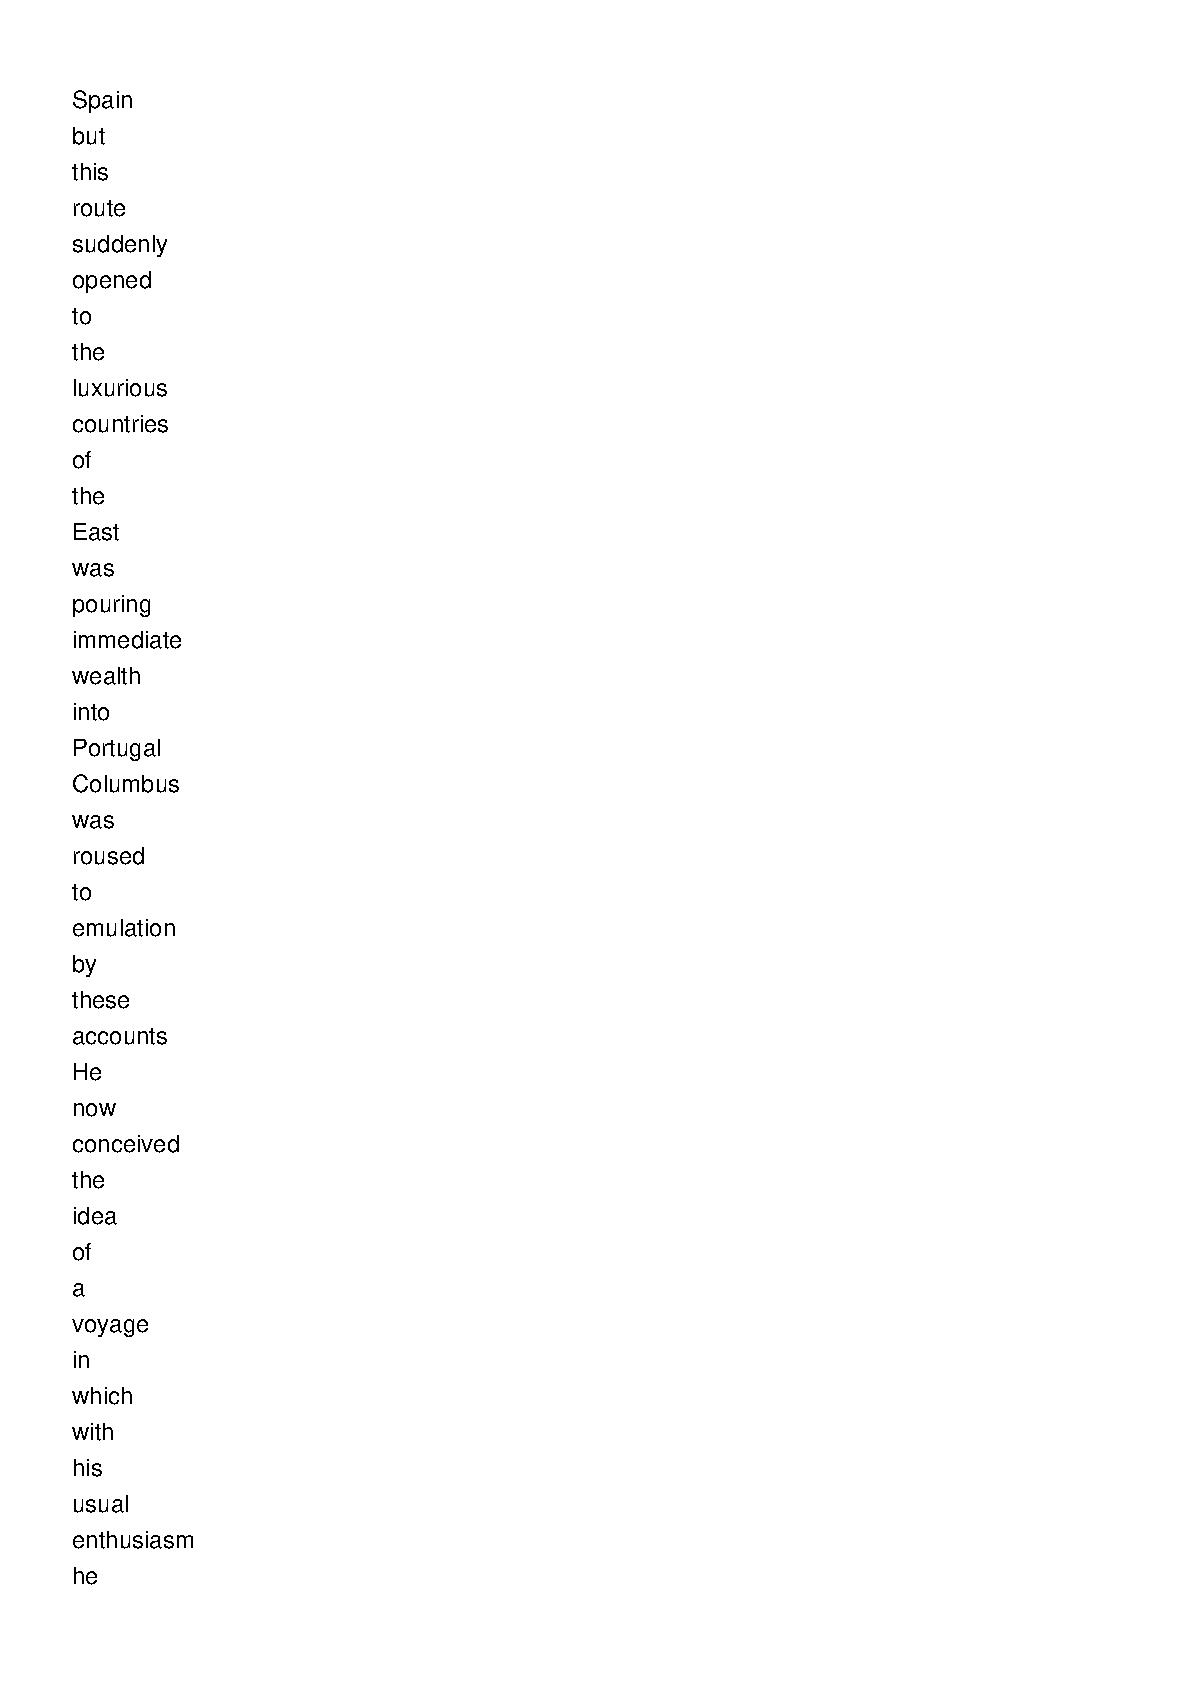 Spain
but
this
route
suddenly
opened
to
the
luxurious
countries
of
the
East
was
pouring
immediate
wealth
into
Portugal
Columbus
was
roused
to
emulation
by
these
accounts
He
now
conceived
the
idea
of
a
voyage
in
which
with
his
usual
enthusiasm
he